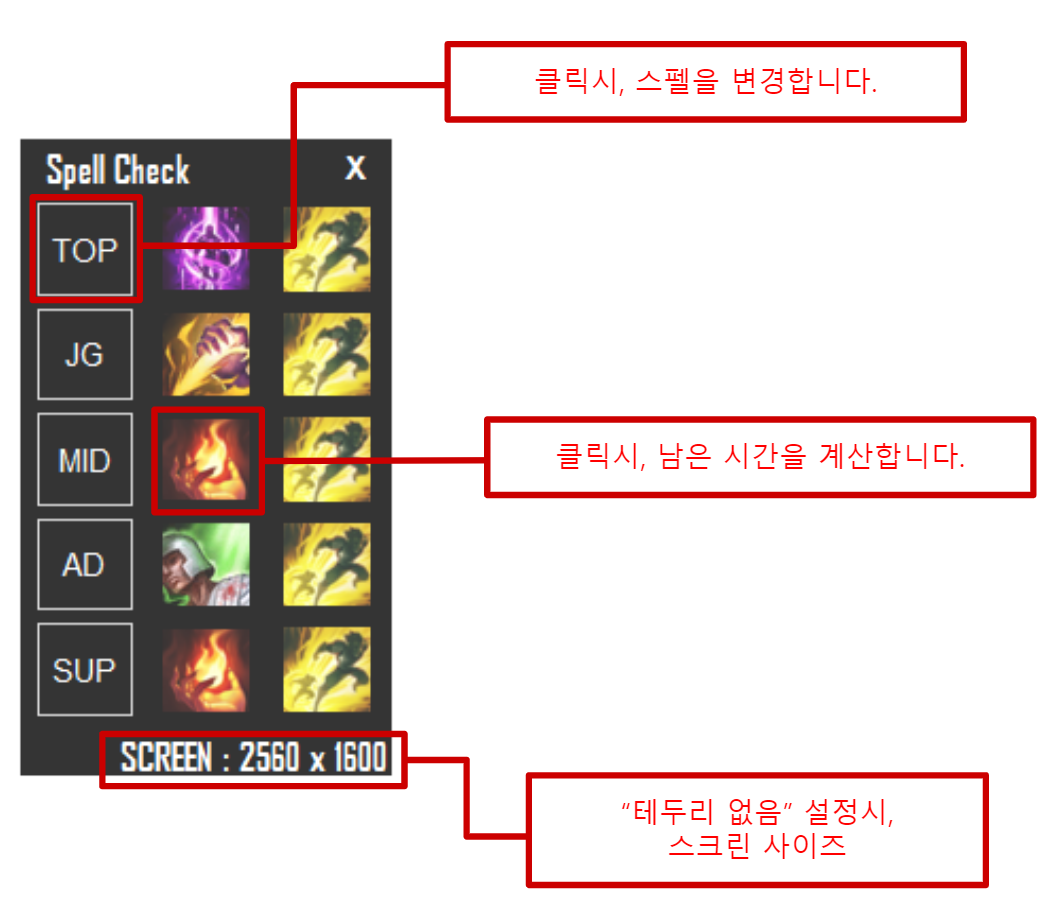 클릭시, 스펠을 변경합니다.
Spell Check X
TOP
JG
MID
클릭시, 남은 시간을 계산합니다.
AD
SUP
SCREEN : 2560 x 1600
“테두리 없음” 설정시,
스크린 사이즈